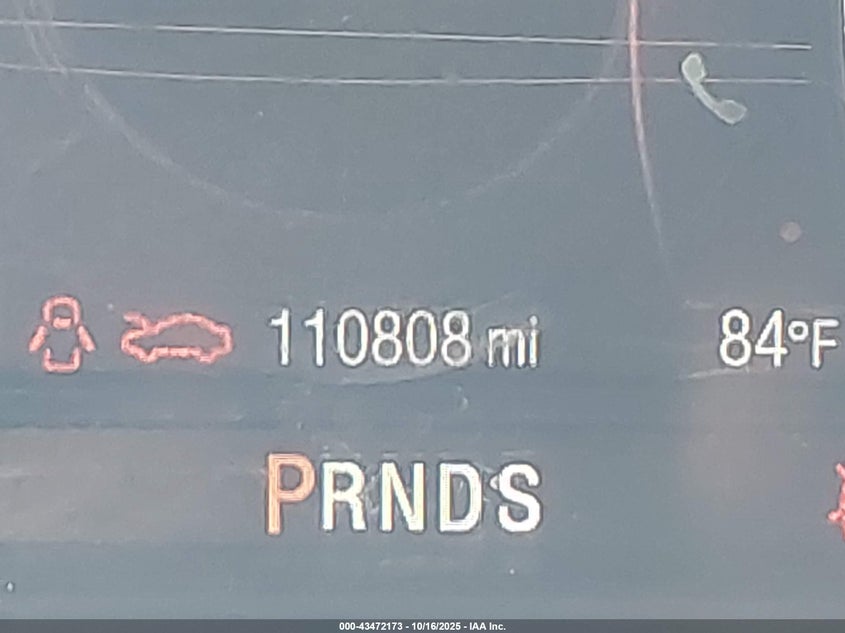 110808 mi 84°F
PRNDS
000-43472173 - 10/16/2025 - IAA Inc.